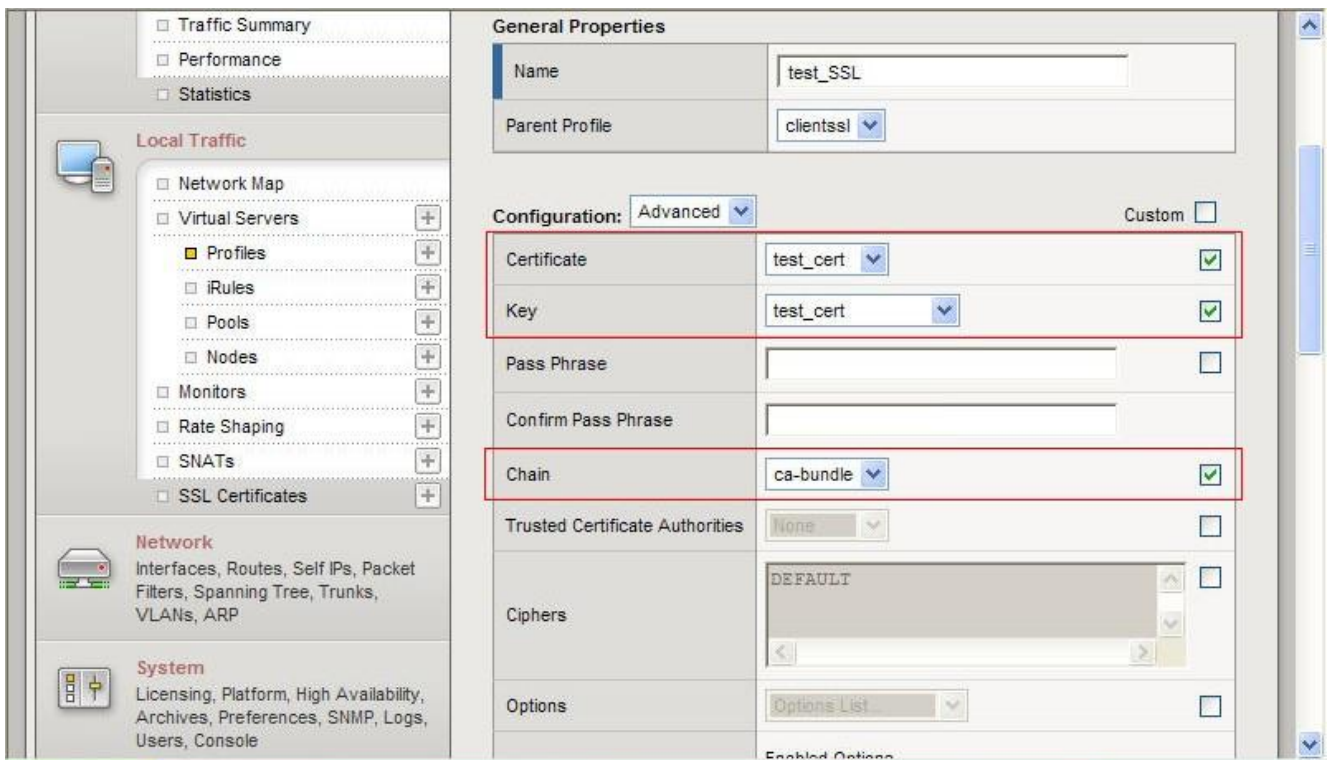 Traffic Summary
Performance
Statistics
Local Traffic
Network Map
Virtual Servers
Profiles
iRules
Pools
Nodes
Monitors
Rate Shaping
SNATs
SSL Certificates
Network
Interfaces, Routes, Self IPs, Packet
Filters, Spanning Tree, Trunks,
VLANs, ARP
System
Licensing, Platform, High Availability,
Archives, Preferences, SNMP, Logs,
Users, Console
General Properties
Name test_SSL
Parent Profile clientssl
Configuration: Advanced Custom
Certificate test_cert
Key test_cert
Pass Phrase
Confirm Pass Phrase
Chain ca-bundle
Trusted Certificate Authorities None
Ciphers DEFAULT
Options Options List...
Enabled Options